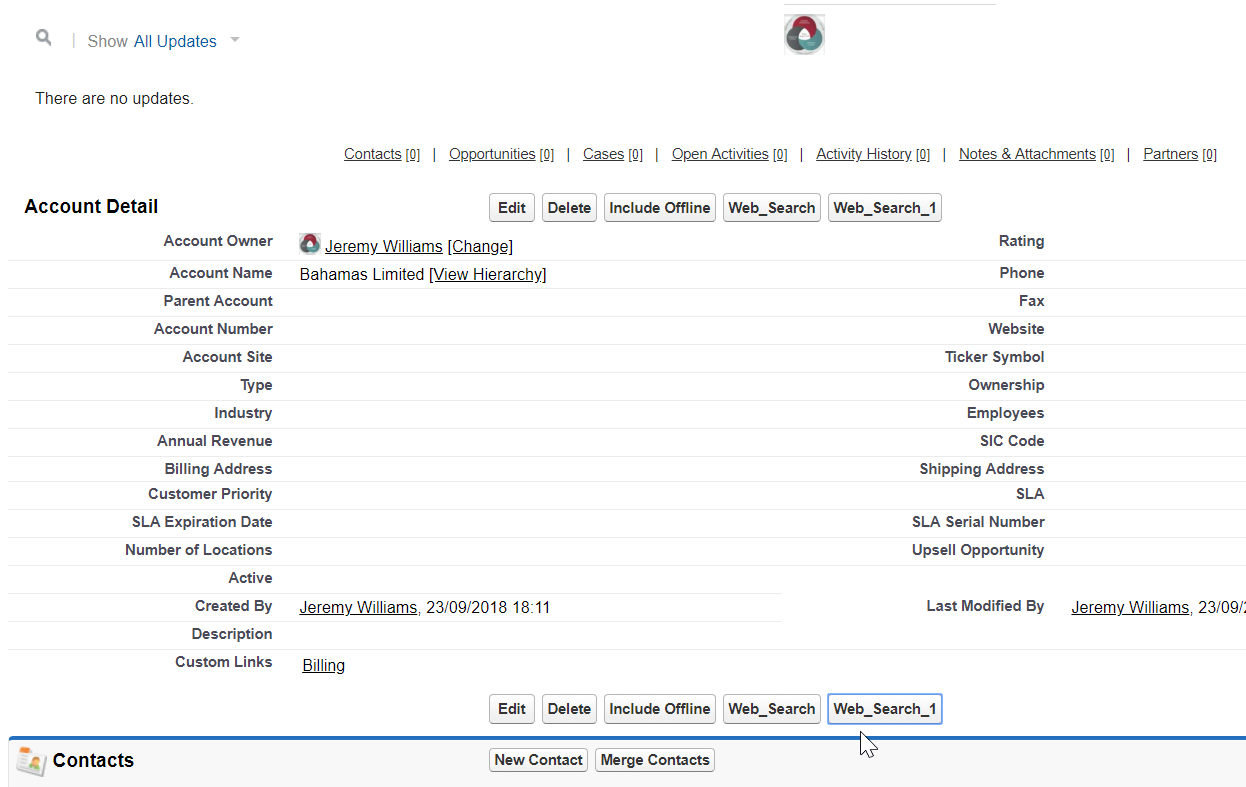 Show All Updates
There are no updates.
Contacts [0] | Opportunities [0] | Cases [0] | Open Activities [0] | Activity History [0] | Notes & Attachments [0] | Partners [0]
Account Detail Edit Delete Include Offline Web_Search Web_Search_1
Account Owner Jeremy Williams [Change] Rating
Account Name Bahamas Limited [View Hierarchy] Phone
Parent Account Fax
Account Number Website
Account Site Ticker Symbol
Type Ownership
Industry Employees
Annual Revenue SIC Code
Billing Address Shipping Address
Customer Priority SLA
SLA Expiration Date SLA Serial Number
Number of Locations Upsell Opportunity
Active
Created By Jeremy Williams, 23/09/2018 18:11 Last Modified By Jeremy Williams, 23/09/
Description
Custom Links Billing
Edit Delete Include Offline Web_Search Web_Search_1
Contacts New Contact Merge Contacts